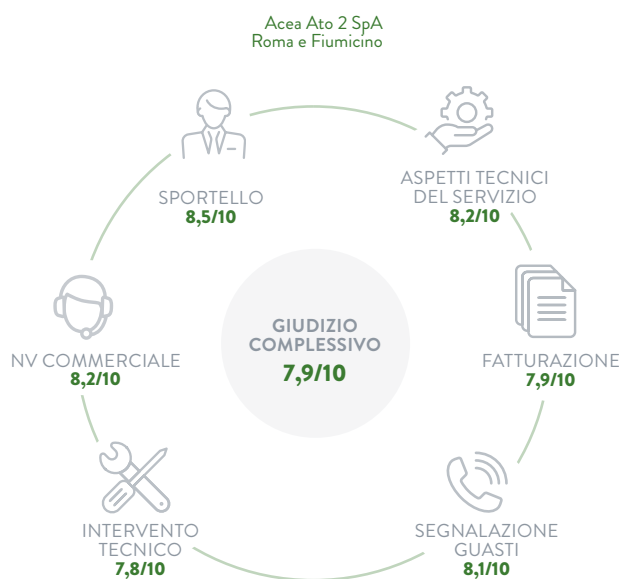 Acea Ato 2 SpA
Roma e Fiumicino
SPORTELLO
8,5/10
ASPETTI TECNICI
DEL SERVIZIO
8,2/10
NV COMMERCIALE
8,2/10
GIUDIZIO
COMPLESSIVO
7,9/10
FATTURAZIONE
7,9/10
INTERVENTO
TECNICO
7,8/10
SEGNALAZIONE
GUASTI
8,1/10